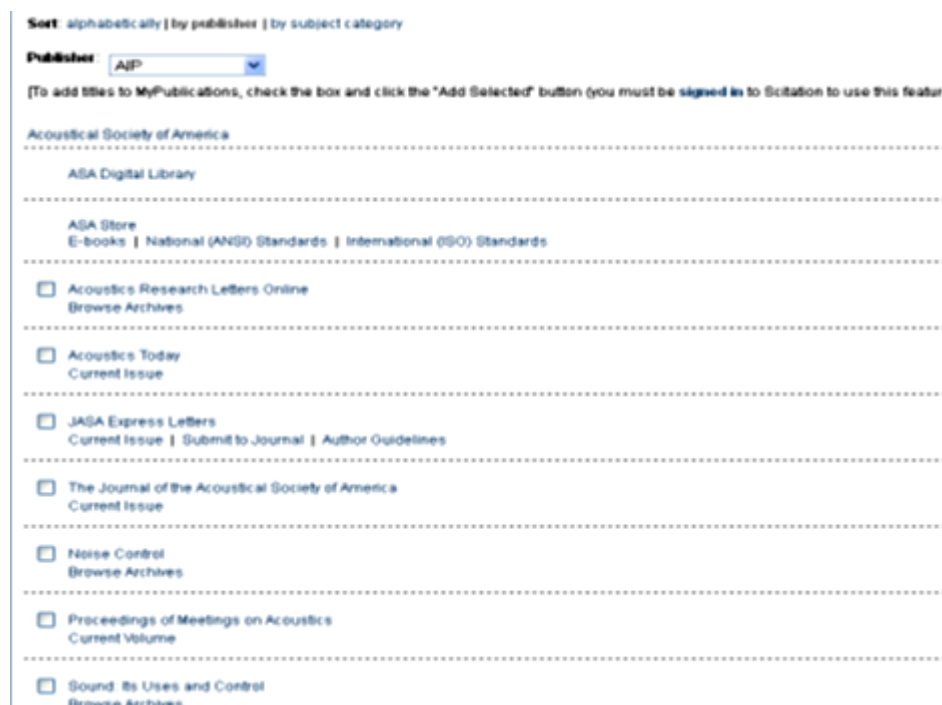 Sort: alphabetically | by publisher | by subject category
Publisher: AIP
[To add titles to MyPublications, check the box and click the "Add Selected" button (you must be signed in to Scitation to use this featur
Acoustical Society of America
ASA Digital Library
ASA Store
E-books | National (ANSI) Standards | International (ISO) Standards
Acoustics Research Letters Online
Browse Archives
Acoustics Today
Current Issue
JASA Express Letters
Current Issue | Submit to Journal | Author Guidelines
The Journal of the Acoustical Society of America
Current Issue
Noise Control
Browse Archives
Proceedings of Meetings on Acoustics
Current Volume
Sound: Its Uses and Control
Browse Archives